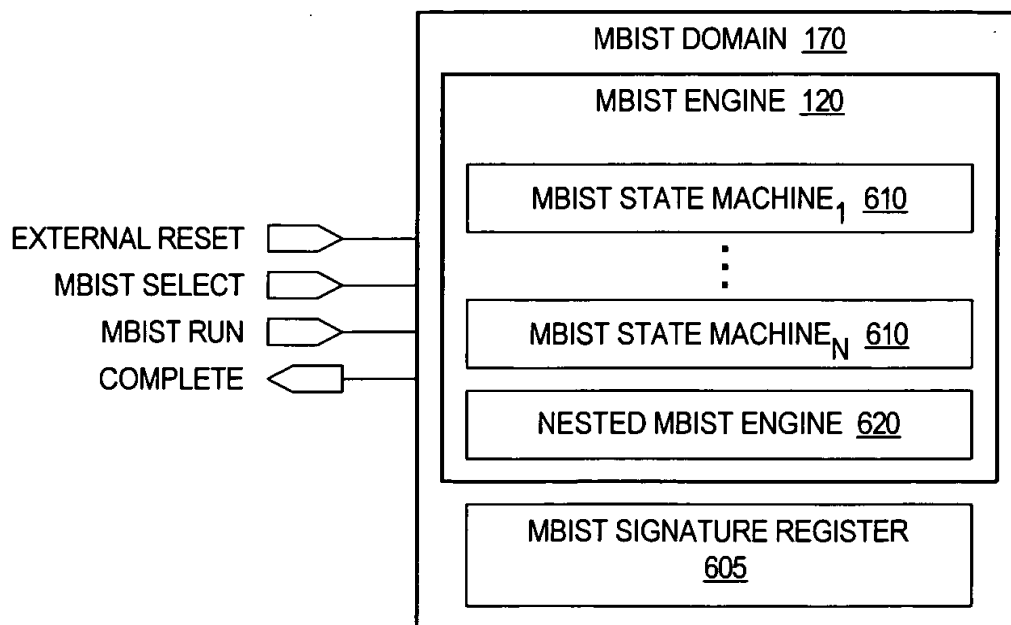 MBIST DOMAIN 170
MBIST ENGINE 120
MBIST STATE MACHINE1 610
EXTERNAL RESET
MBIST SELECT
MBIST RUN
MBIST STATE MACHINEN 610
COMPLETE
NESTED MBIST ENGINE 620
MBIST SIGNATURE REGISTER
605